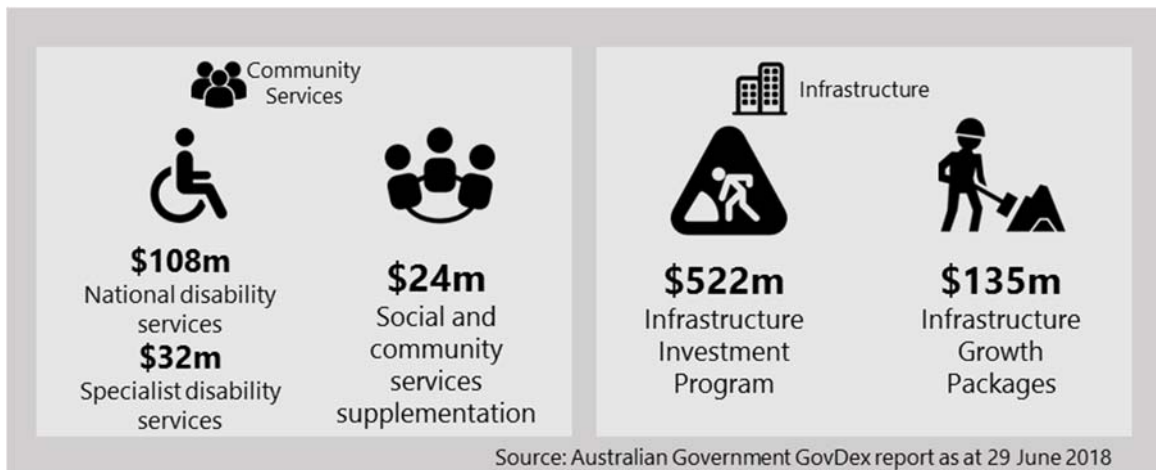 Community
Services
$108m
National disability
services
$32m
Specialist disability
services
$24m
Social and
community
services
supplementation
Infrastructure
$522m
Infrastructure
Investment
Program
$135m
Infrastructure
Growth
Packages
Source: Australian Government GovDex report as at 29 June 2018